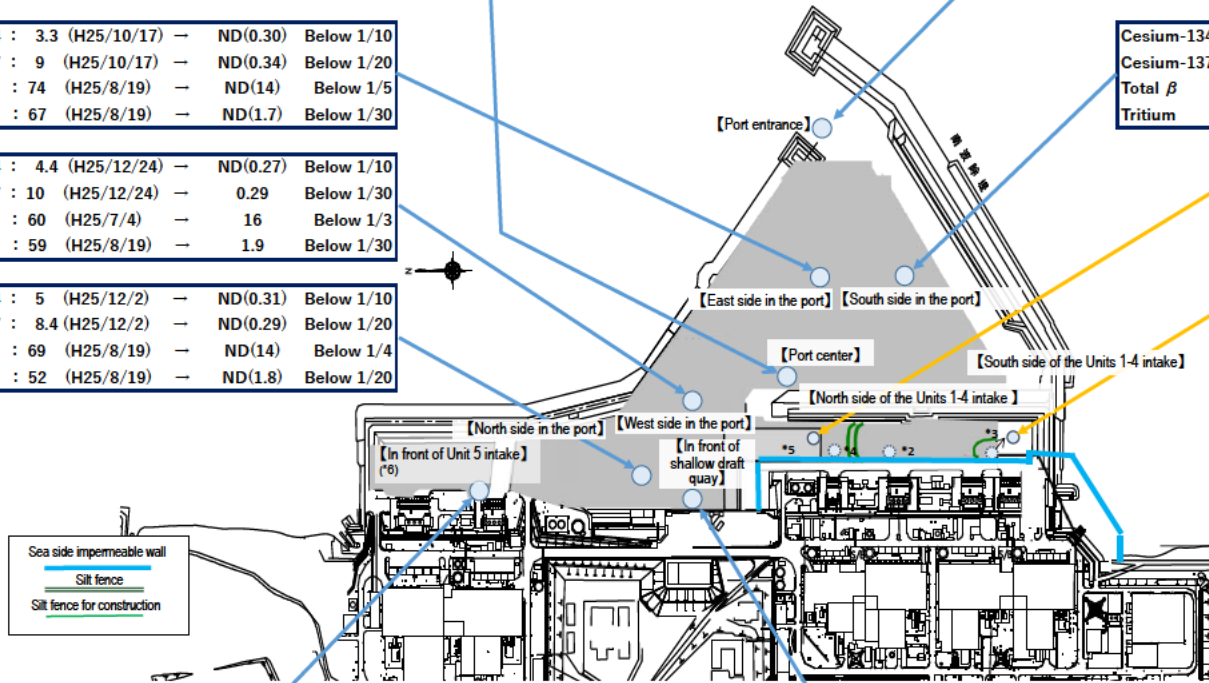 : 3.3 (H25/10/17) → ND(0.30) Below 1/10
: 9 (H25/10/17) → ND(0.34) Below 1/20
: 74 (H25/8/19) → ND(14) Below 1/5
: 67 (H25/8/19) → ND(1.7) Below 1/30
: 4.4 (H25/12/24) → ND(0.27) Below 1/10
: 10 (H25/12/24) → 0.29 Below 1/30
: 60 (H25/7/4) → 16 Below 1/3
: 59 (H25/8/19) → 1.9 Below 1/30
: 5 (H25/12/2) → ND(0.31) Below 1/10
: 8.4 (H25/12/2) → ND(0.29) Below 1/20
: 69 (H25/8/19) → ND(14) Below 1/4
: 52 (H25/8/19) → ND(1.8) Below 1/20
Cesium-134
Cesium-137
Total β
Tritium
【Port entrance】
南波除堤
Z
【East side in the port】
【South side in the port】
【Port center】
【South side of the Units 1-4 intake】
【North side of the Units 1-4 intake 】
【West side in the port】
【North side in the port】
【In front of Unit 5 intake】
(*6)
【In front of
shallow draft
quay】
*5
*4
*2
*3
Sea side impermeable wall
Silt fence
Silt fence for construction